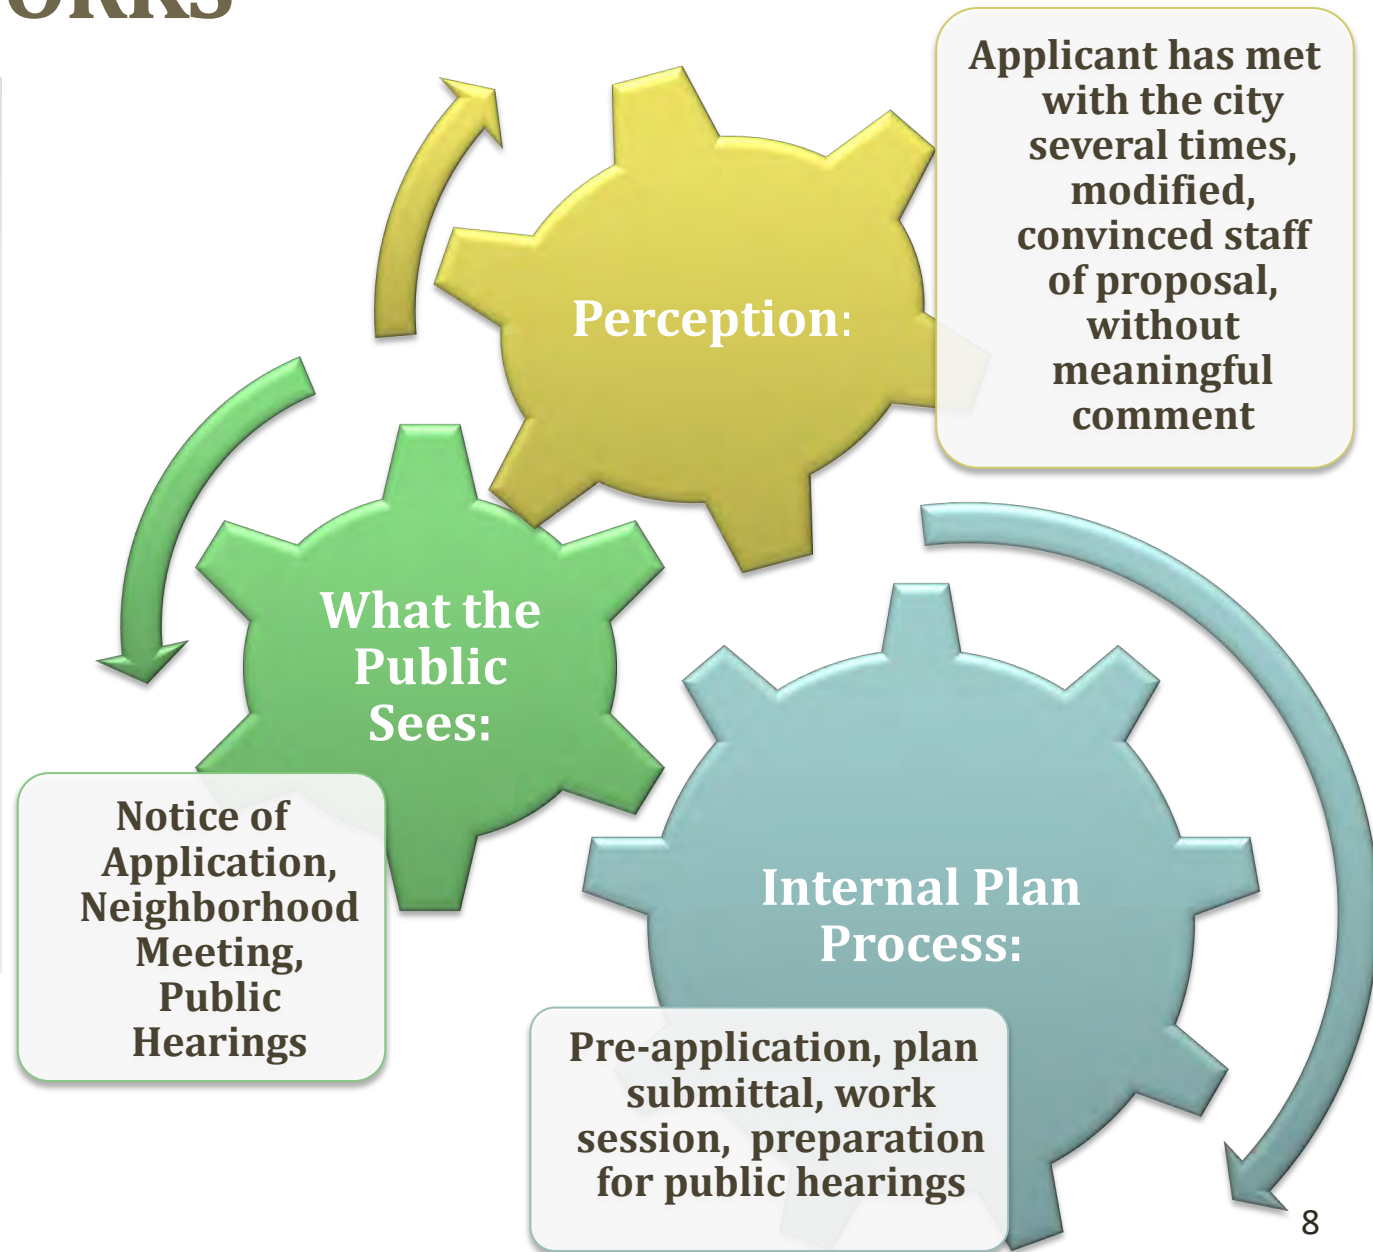 ORKS
Applicant has met
with the city
several times,
modified,
convinced staff
of proposal,
without
meaningful
comment
Perception:
What the
Public
Sees:
Notice of
Application,
Neighborhood
Meeting,
Public
Hearings
Internal Plan
Process:
Pre-application, plan
submittal, work
session, preparation
for public hearings
8